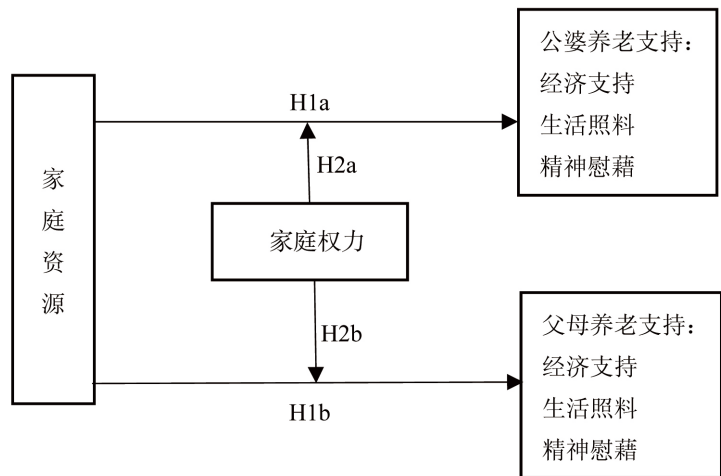 公婆养老支持：
经济支持
生活照料
精神慰藉
H1a
H2a
家
庭
资
源
家庭权力
H2b
H1b
父母养老支持：
经济支持
生活照料
精神慰藉